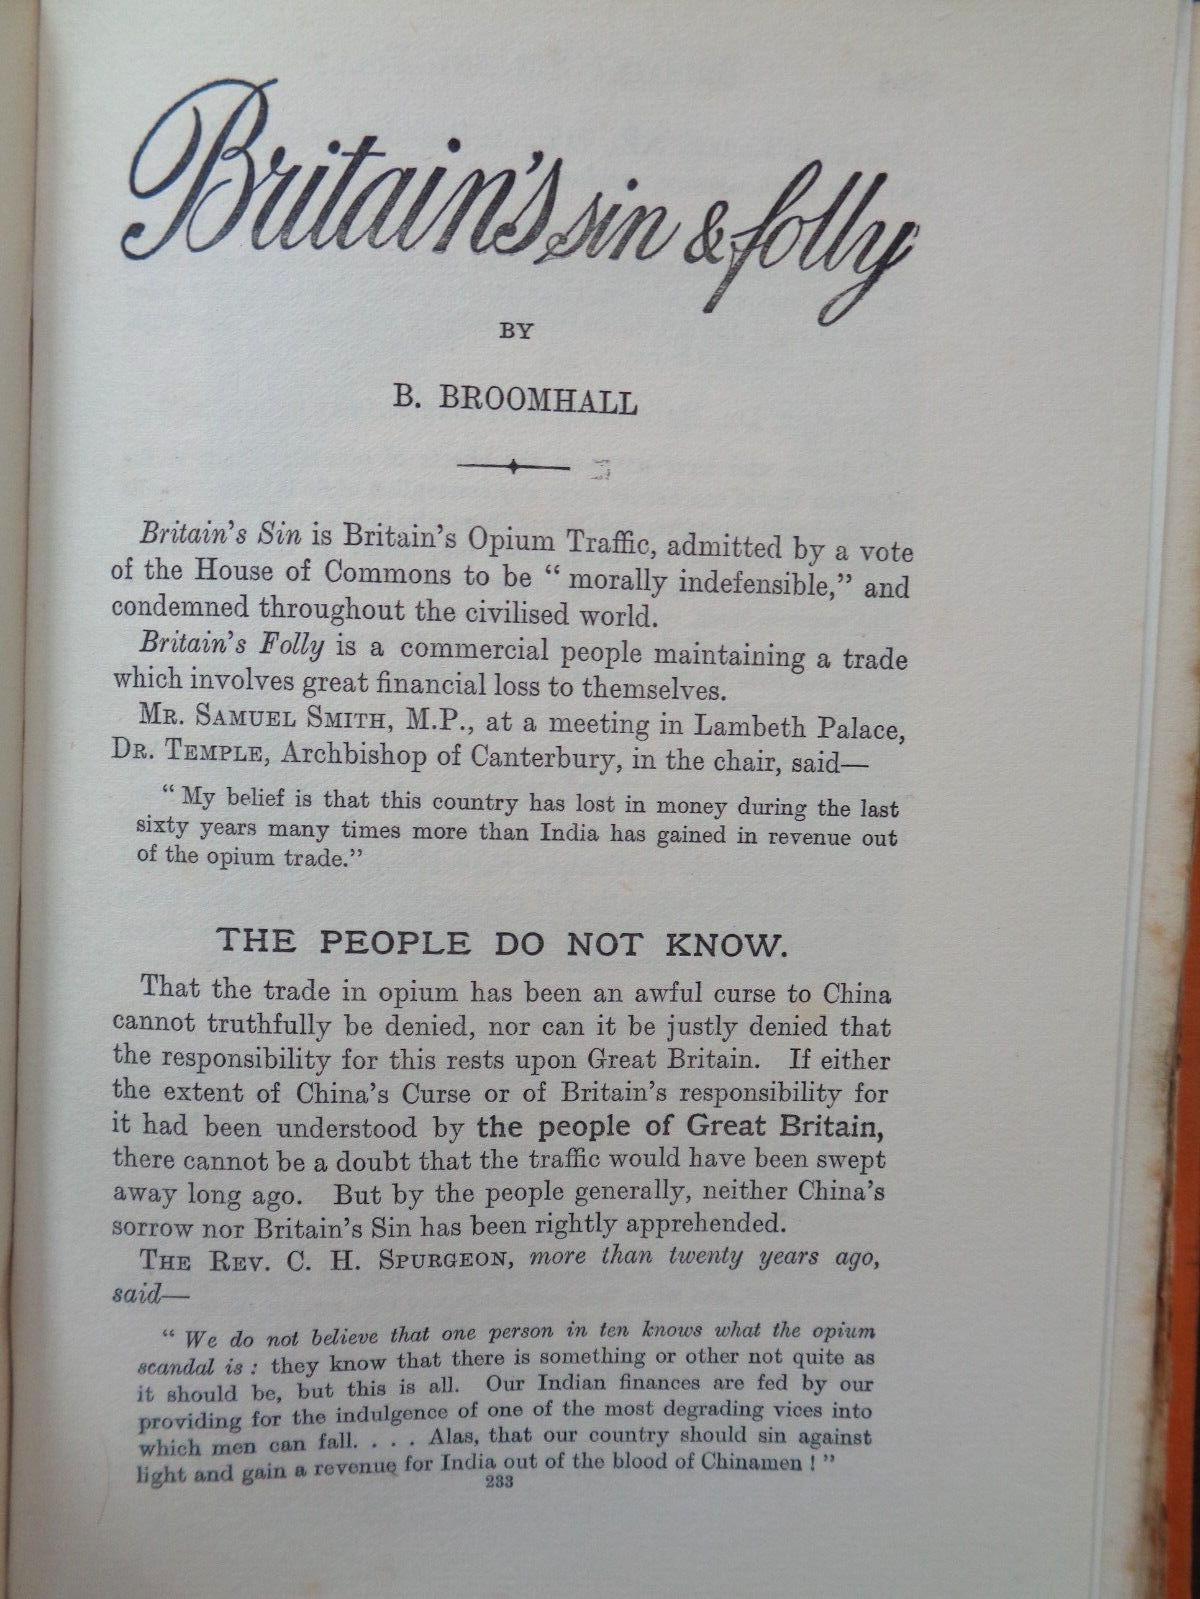 Britain's sin & folly
BY
B. BROOMHALL
Britain's Sin is Britain's Opium Traffic, admitted by a vote
of the House of Commons to be “ morally indefensible,” and
condemned throughout the civilised world.
Britain's Folly is a commercial people maintaining a trade
which involves great financial loss to themselves.
MR. SAMUEL SMITH, M.P., at a meeting in Lambeth Palace,
DR. TEMPLE, Archbishop of Canterbury, in the chair, said—
“ My belief is that this country has lost in money during the last
sixty years many times more than India has gained in revenue out
of the opium trade.”
THE PEOPLE DO NOT KNOW.
That the trade in opium has been an awful curse to China
cannot truthfully be denied, nor can it be justly denied that
the responsibility for this rests upon Great Britain. If either
the extent of China's Curse or of Britain's responsibility for
it had been understood by the people of Great Britain,
there cannot be a doubt that the traffic would have been swept
away long ago. But by the people generally, neither China's
sorrow nor Britain's Sin has been rightly apprehended.
THE REV. C. H. SPURGEON, more than twenty years ago,
said—
“ We do not believe that one person in ten knows what the opium
scandal is : they know that there is something or other not quite as
it should be, but this is all. Our Indian finances are fed by our
providing for the indulgence of one of the most degrading vices into
which men can fall. . . . Alas, that our country should sin against
light and gain a revenue for India out of the blood of Chinamen ! ”
233